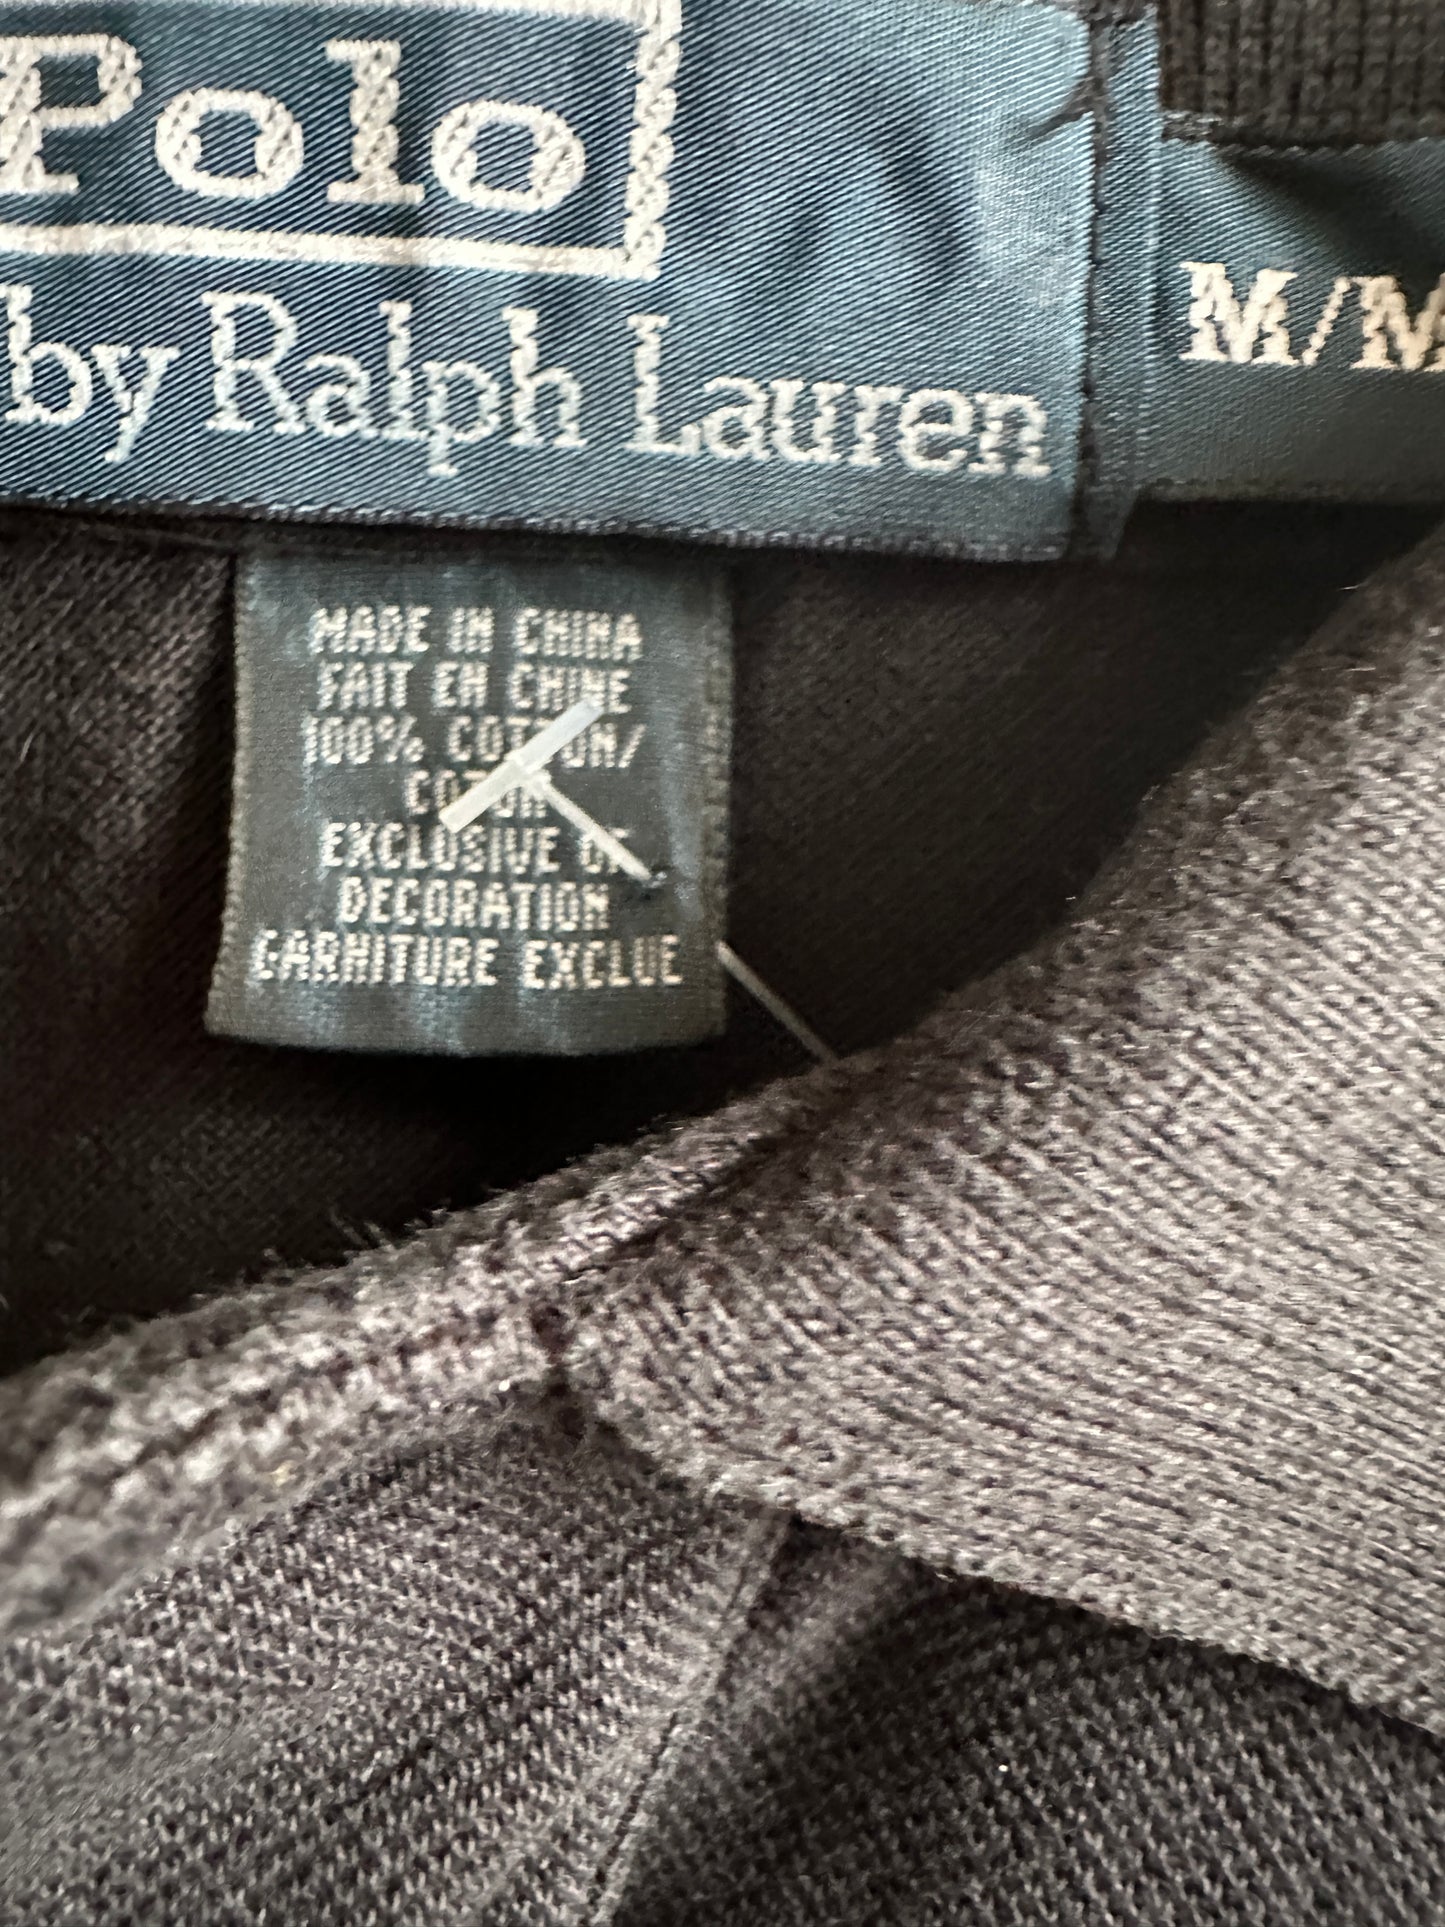 Polo
by Ralph Lauren
M/M
MADE IN CHINA
FAIT EN CHINE
100% COTTON/
COTON
EXCLUSIVE OF
DECORATION
GARNITURE EXCLUE